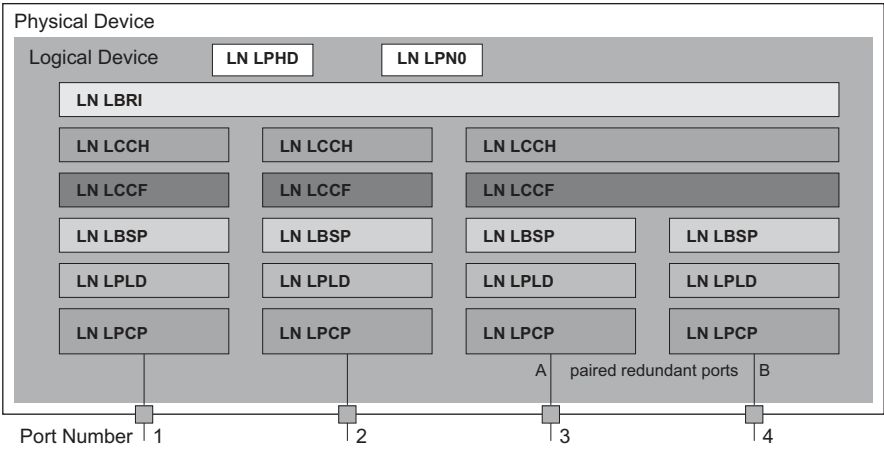 Physical Device
Logical Device LN LPHD LN LPN0
LN LBRI
LN LCCH LN LCCH LN LCCH
LN LCCF LN LCCF LN LCCF
LN LBSP LN LBSP LN LBSP LN LBSP
LN LPLD LN LPLD LN LPLD LN LPLD
LN LPCP LN LPCP LN LPCP LN LPCP
A paired redundant ports B
Port Number 1 2 3 4